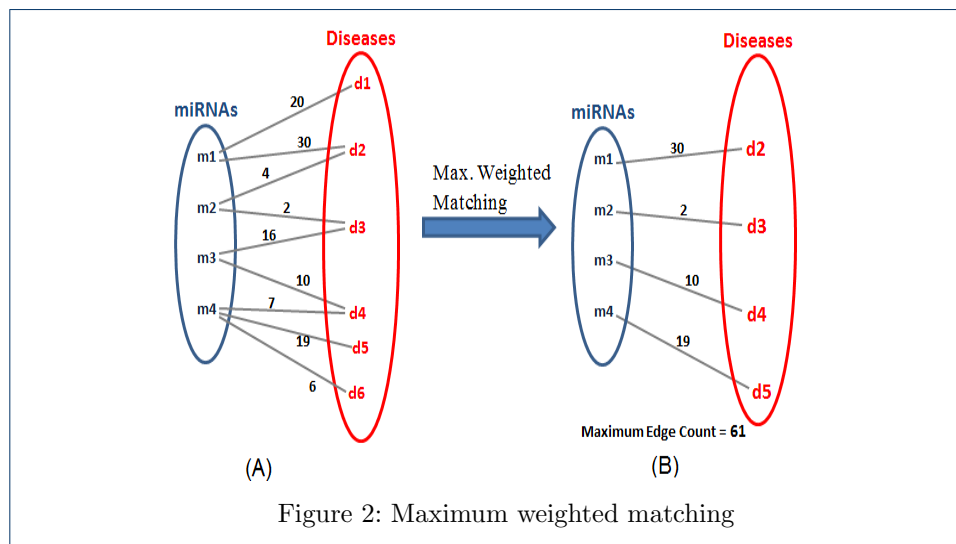 Diseases
d1
20
miRNAs
m1
30
d2
4
m2
2
d3
16
m3
10
m4
7
d4
19
d5
6
d6
(A)
Max. Weighted
Matching
Diseases
miRNAs
m1
30
d2
m2
2
d3
m3
10
m4
d4
19
d5
Maximum Edge Count = 61
(B)
Figure 2: Maximum weighted matching